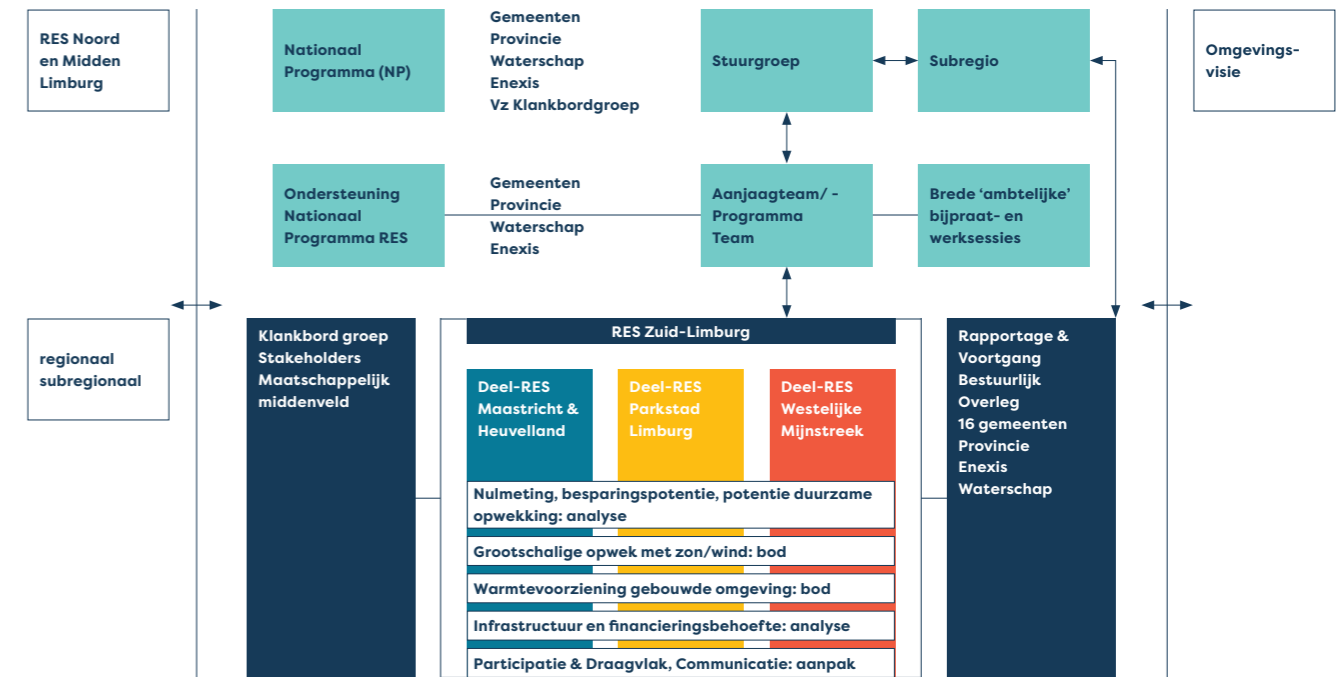 RES Noord
en Midden
Limburg
Nationaal
Programma (NP)
Gemeenten
Provincie
Waterschap
Enexis
Vz Klankbordgroep
Stuurgroep
Subregio
Omgevings-
visie
Ondersteuning
Nationaal
Programma RES
Gemeenten
Provincie
Waterschap
Enexis
Aanjaagteam/ -
Programma
Team
Brede ‘ambtelijke’
bijpraat- en
werksessies
regionaal
subregionaal
Klankbord groep
Stakeholders
Maatschappelijk
middenveld
RES Zuid-Limburg
Deel-RES
Maastricht &
Heuvelland
Deel-RES
Parkstad
Limburg
Deel-RES
Westelijke
Mijnstreek
Nulmeting, besparingspotentie, potentie duurzame
opwekking: analyse
Grootschalige opwek met zon/wind: bod
Warmtevoorziening gebouwde omgeving: bod
Infrastructuur en financieringsbehoefte: analyse
Participatie & Draagvlak, Communicatie: aanpak
Rapportage &
Voortgang
Bestuurlijk
Overleg
16 gemeenten
Provincie
Enexis
Waterschap